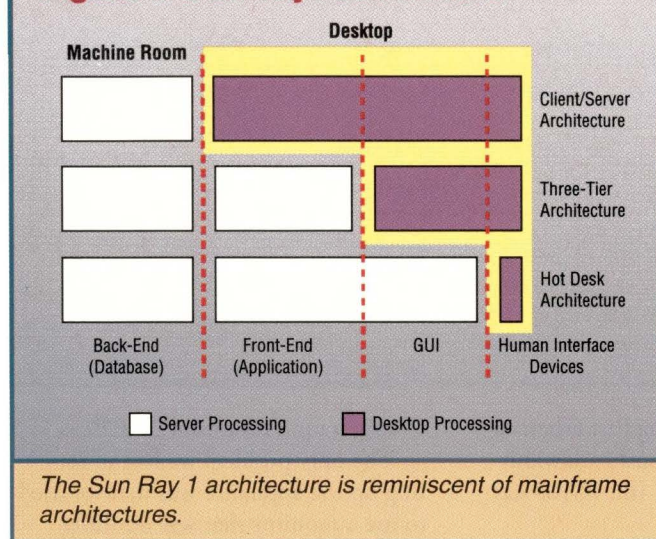 Desktop
Machine Room
Client/Server
Architecture
Three-Tier
Architecture
Hot Desk
Architecture
Back-End
(Database)
Front-End
(Application)
GUI
Human Interface
Devices
Server Processing
Desktop Processing
The Sun Ray 1 architecture is reminiscent of mainframe
architectures.